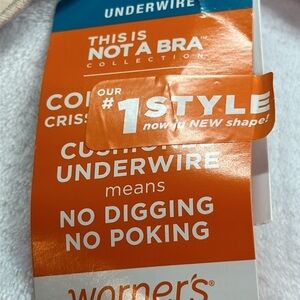 UNDERWIRE
THIS IS
NOT A BRA™
COLLECTION
OUR
#1 STYLE
now in NEW shape!
UNDERWIRE
means
NO DIGGING
NO POKING
warner's®